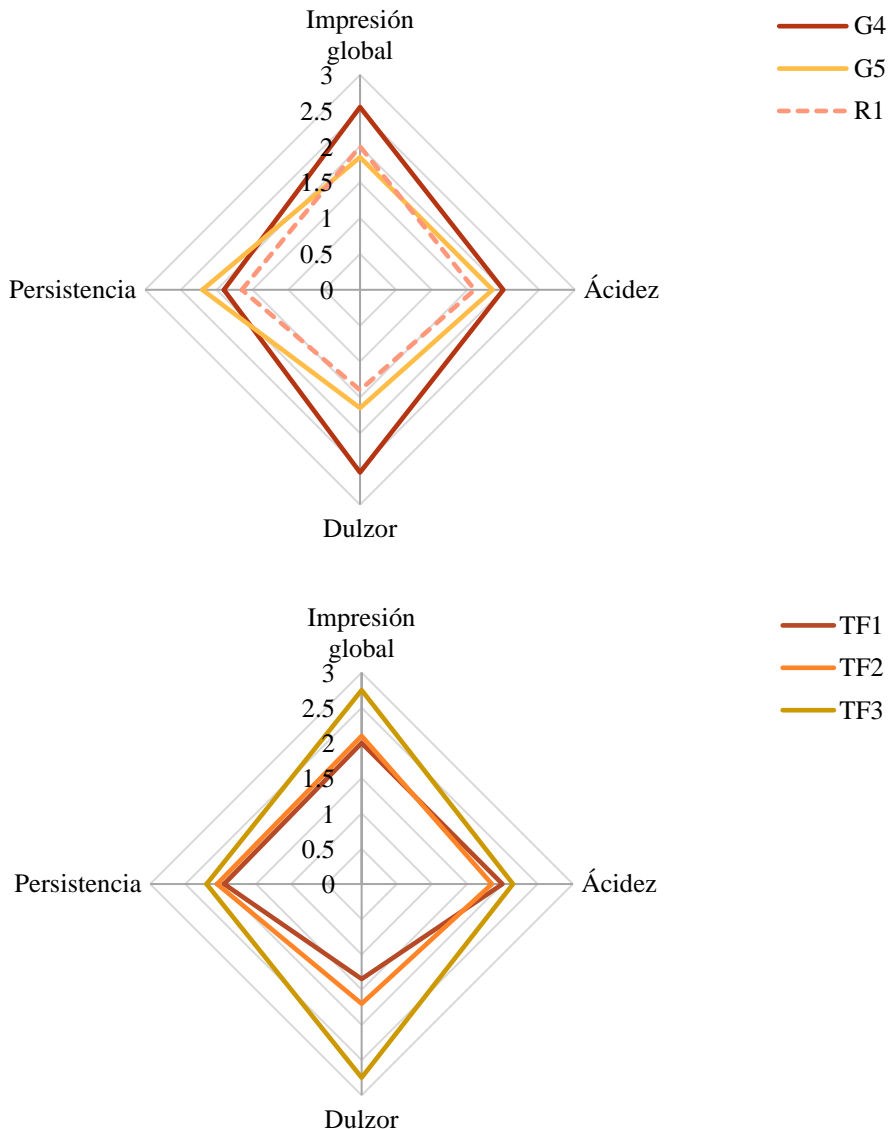 Impresión
global
G4
G5
R1
3
2.5
2
1.5
1
0.5
0
Persistencia
Ácidez
Dulzor
Impresión
global
TF1
TF2
TF3
3
2.5
2
1.5
1
0.5
0
Persistencia
Ácidez
Dulzor